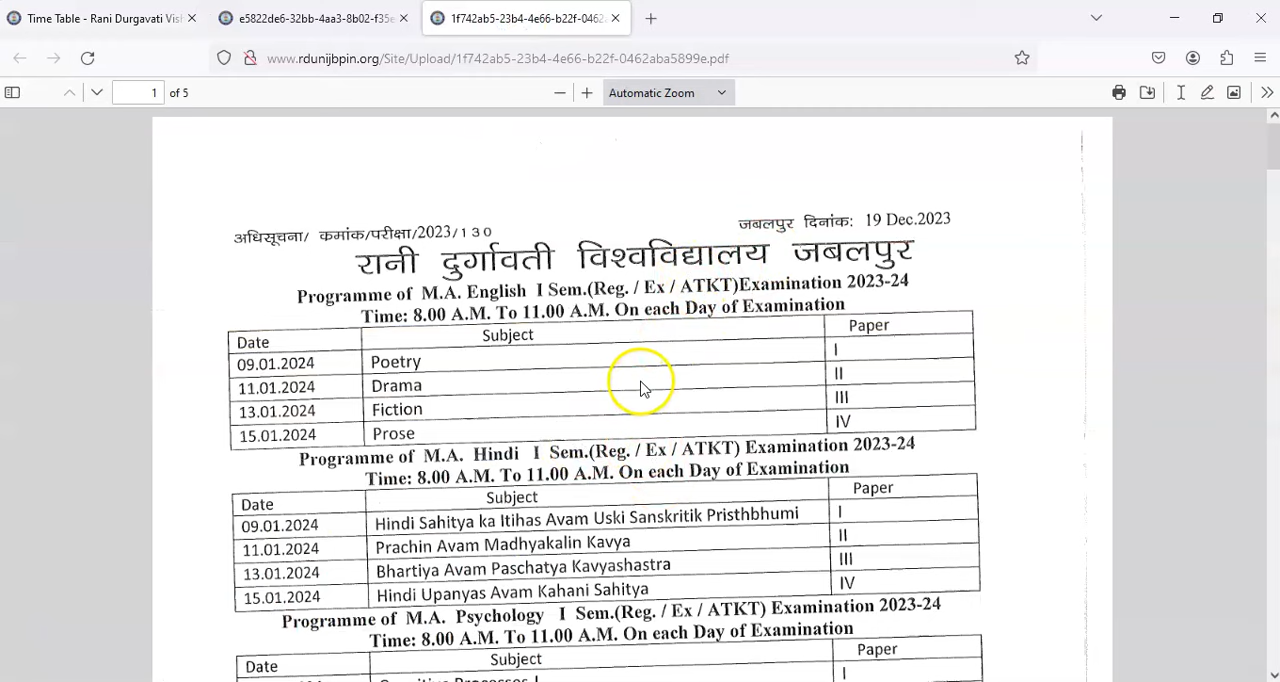 Time Table - Rani Durgavati Vis
e5822de6-32bb-4aa3-8b02-f35e
1f742ab5-23b4-4e66-b22f-0462
www.rdunijbpin.org/Site/Upload/1f742ab5-23b4-4e66-b22f-0462aba5899e.pdf
1 of 5
Automatic Zoom
अधिसूचना/ कमांक/परीक्षा/2023/130 जबलपुर दिनांक: 19 Dec.2023
रानी दुर्गावती विश्वविद्यालय जबलपुर
Programme of M.A. English I Sem.(Reg. / Ex / ATKT)Examination 2023-24
Time: 8.00 A.M. To 11.00 A.M. On each Day of Examination
Date Subject Paper
09.01.2024 Poetry I
11.01.2024 Drama II
13.01.2024 Fiction III
15.01.2024 Prose IV
Programme of M.A. Hindi I Sem.(Reg. / Ex / ATKT) Examination 2023-24
Time: 8.00 A.M. To 11.00 A.M. On each Day of Examination
Date Subject Paper
09.01.2024 Hindi Sahitya ka Itihas Avam Uski Sanskritik Pristhbhumi I
11.01.2024 Prachin Avam Madhyakalin Kavya II
13.01.2024 Bhartiya Avam Paschatya Kavyashastra III
15.01.2024 Hindi Upanyas Avam Kahani Sahitya IV
Programme of M.A. Psychology I Sem.(Reg. / Ex / ATKT) Examination 2023-24
Time: 8.00 A.M. To 11.00 A.M. On each Day of Examination
Date Subject Paper
Processes I I